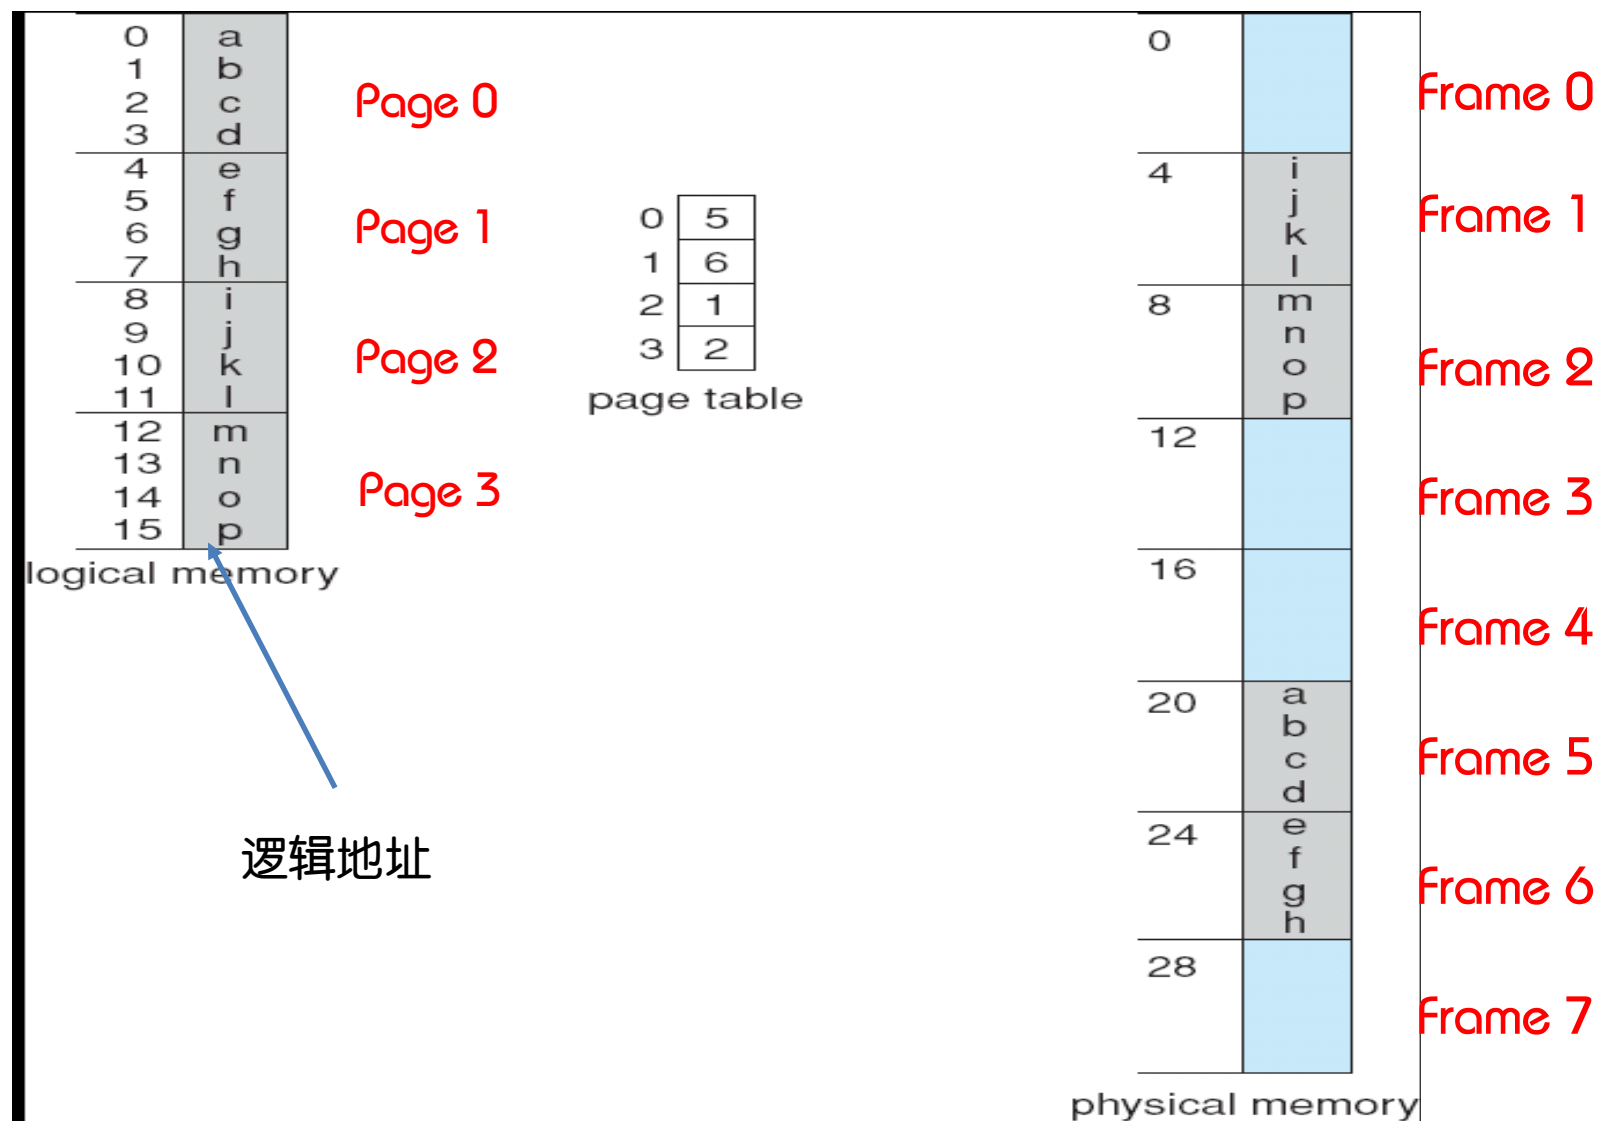 0 a
1 b
2 c
3 d
Page 0
4 e
5 f
6 g
7 h
Page 1
8 i
9 j
10 k
11 l
Page 2
12 m
13 n
14 o
15 p
Page 3
logical memory
逻辑地址
0 5
1 6
2 1
3 2
page table
0
Frame 0
4 i
j
k
l
Frame 1
8 m
n
o
p
Frame 2
12
Frame 3
16
Frame 4
20 a
b
c
d
Frame 5
24 e
f
g
h
Frame 6
28
Frame 7
physical memory